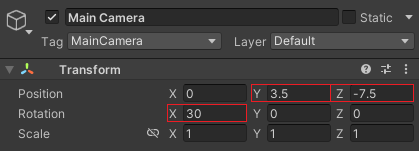 Main Camera Static
Tag MainCamera Layer Default
Transform
Position X 0 Y 3.5 Z -7.5
Rotation X 30 Y 0 Z 0
Scale X 1 Y 1 Z 1